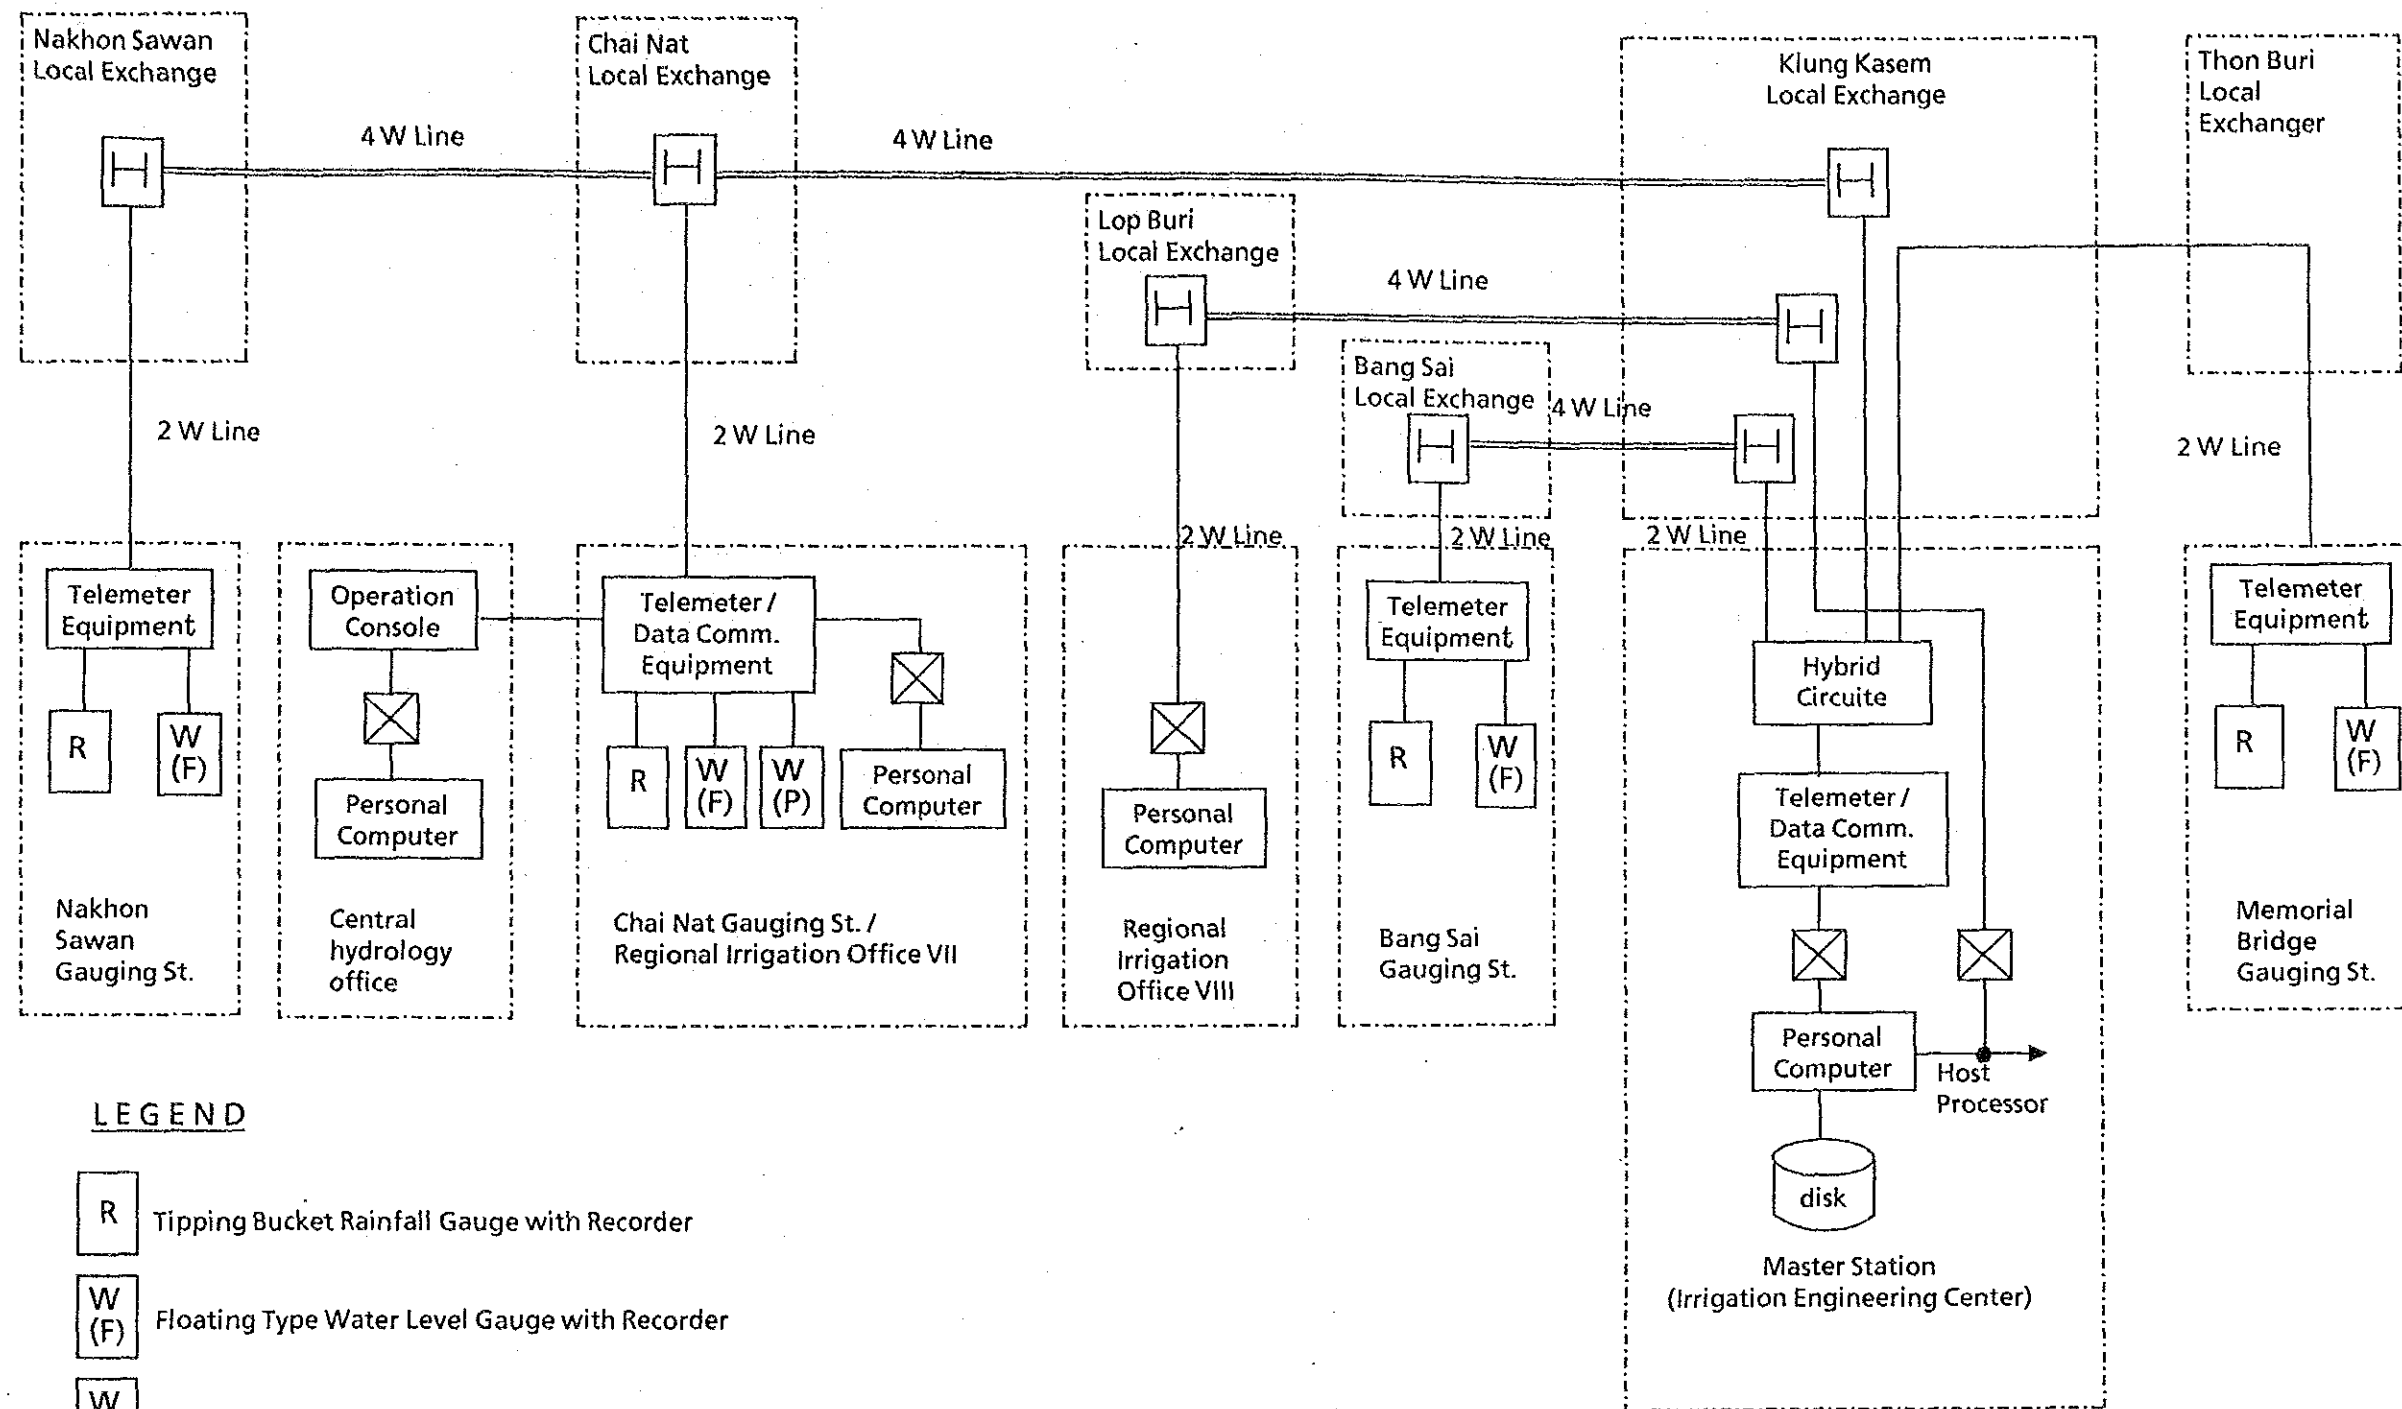 Nakhon Sawan
Local Exchange
Chai Nat
Local Exchange
Klung Kasem
Local Exchange
Thon Buri
Local
Exchanger
4 W Line
4 W Line
Lop Buri
Local Exchange
4 W Line
Bang Sai
Local Exchange
4 W Line
2 W Line
2 W Line
2 W Line
2 W Line
2 W Line
2 W Line
Telemeter
Equipment
R
W
(F)
Nakhon
Sawan
Gauging St.
Operation
Console
Personal
Computer
Central
hydrology
office
Telemeter /
Data Comm.
Equipment
R
W
(F)
W
(P)
Personal
Computer
Chai Nat Gauging St. /
Regional Irrigation Office VII
Personal
Computer
Regional
Irrigation
Office VIII
Telemeter
Equipment
R
W
(F)
Bang Sai
Gauging St.
Hybrid
Circuite
Telemeter /
Data Comm.
Equipment
Personal
Computer
Host
Processor
disk
Master Station
(Irrigation Engineering Center)
Telemeter
Equipment
R
W
(F)
Memorial
Bridge
Gauging St.
LEGEND
R
Tipping Bucket Rainfall Gauge with Recorder
W
(F)
Floating Type Water Level Gauge with Recorder
W